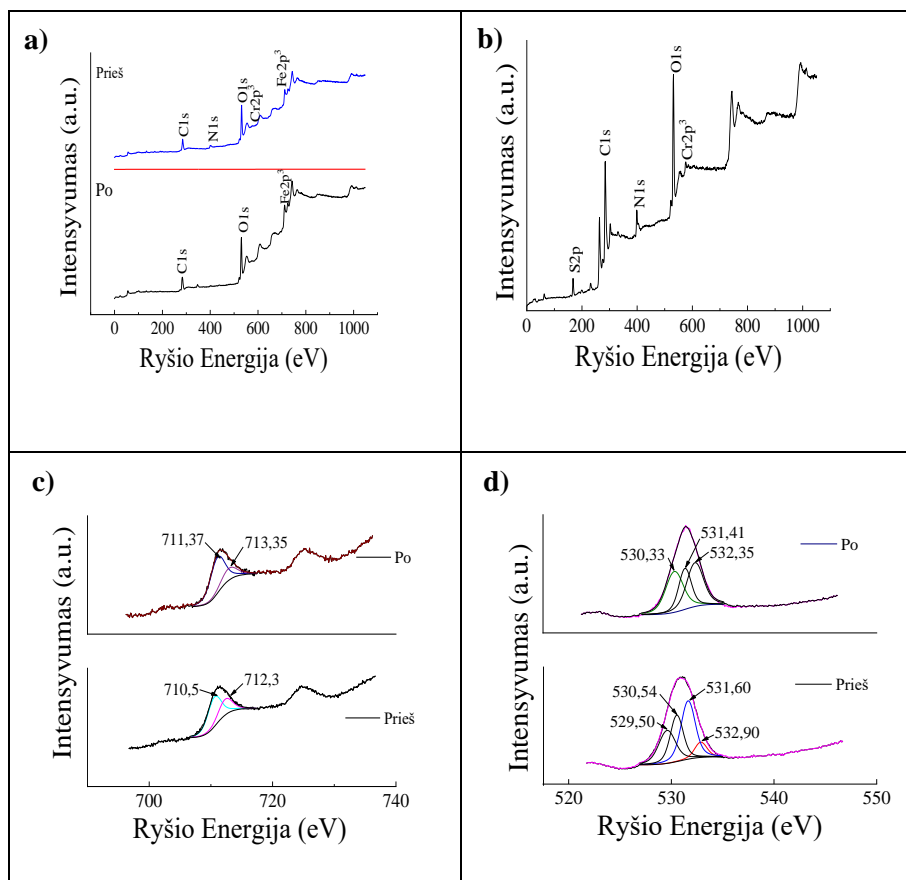 a)
Intensyvumas (a.u.)
Prieš
C1s
N1s
O1s
Cr2p³
Fe2p³
Po
C1s
O1s
Fe2p³
0 200 400 600 800 1000
Ryšio Energija (eV)
b)
Intensyvumas (a.u.)
S2p
C1s
N1s
O1s
Cr2p³
0 200 400 600 800 1000
Ryšio Energija (eV)
c)
Intensyvumas (a.u.)
711,37
713,35
Po
710,5
712,3
Prieš
700 720 740
Ryšio Energija (eV)
d)
Intensyvumas (a.u.)
530,33
531,41
532,35
Po
530,54
529,50
531,60
532,90
Prieš
520 530 540 550
Ryšio Energija (eV)